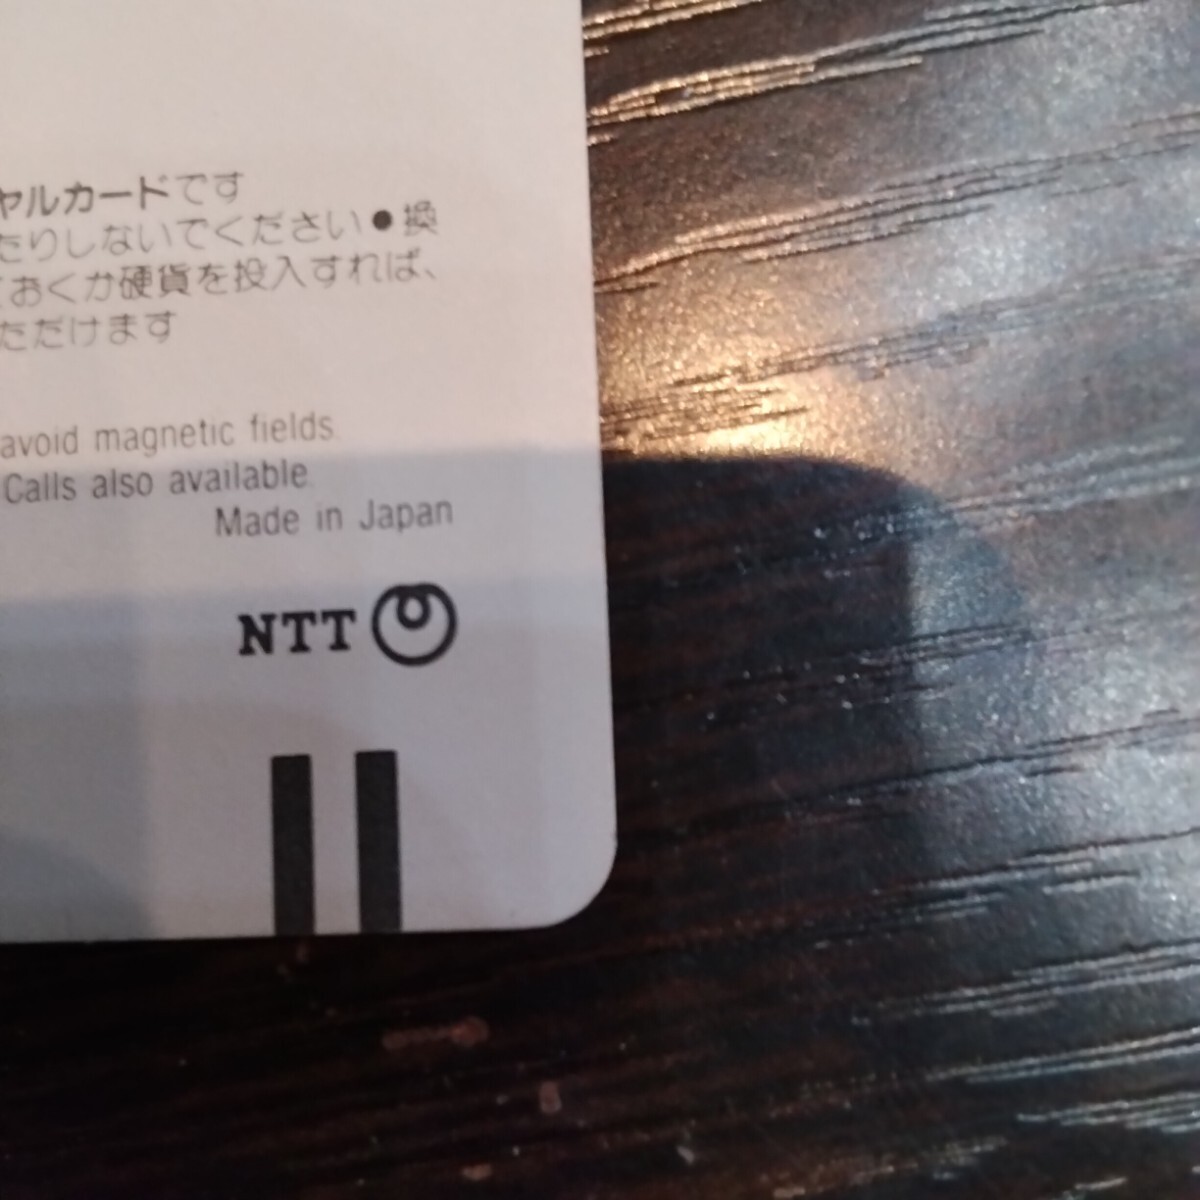 ャルカードです
たりしないでください●換
ておくか硬貨を投入すれば、
ただけます
avoid magnetic fields.
Calls also available.
Made in Japan
NTT